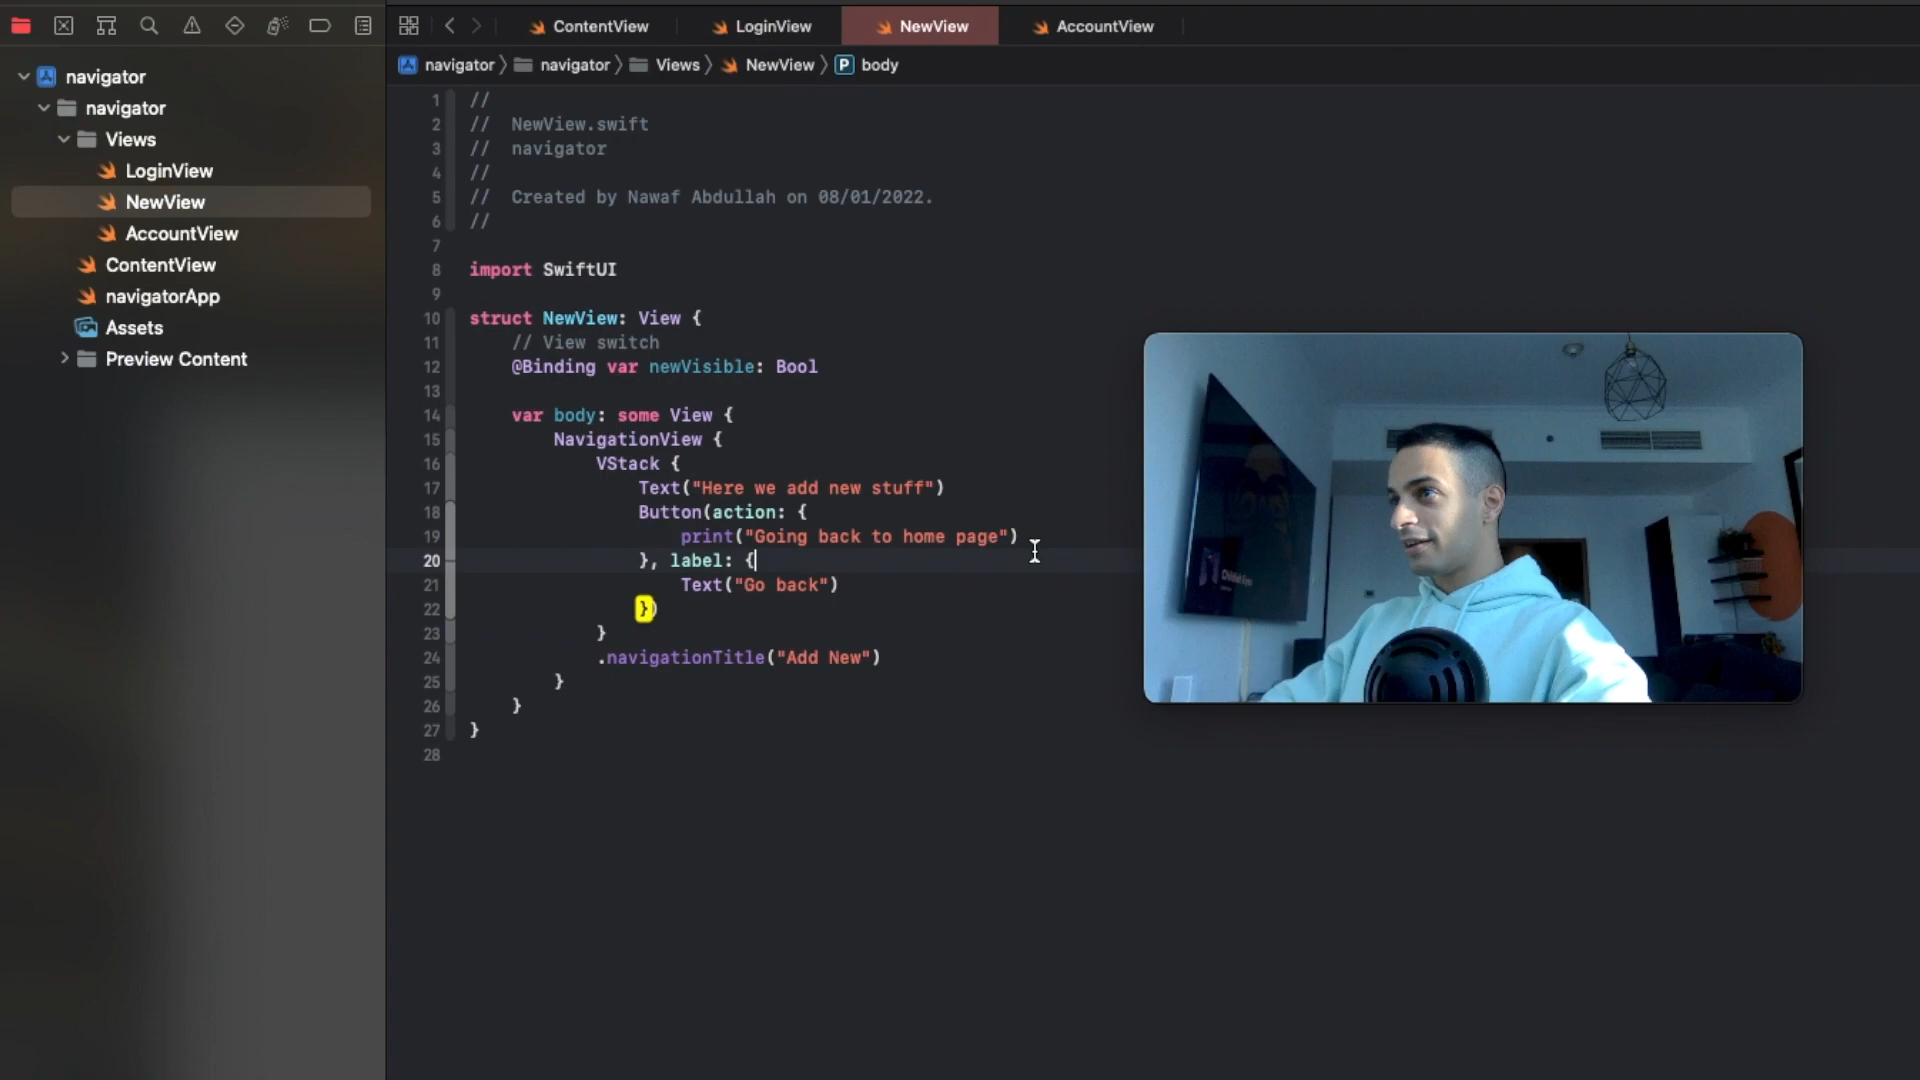 ContentView
LoginView
NewView
AccountView
navigator
navigator
Views
LoginView
NewView
AccountView
ContentView
navigatorApp
Assets
Preview Content
navigator 〉 navigator 〉 Views 〉 NewView 〉 P body
1 //
2 //  NewView.swift
3 //  navigator
4 //
5 //  Created by Nawaf Abdullah on 08/01/2022.
6 //
7
8 import SwiftUI
9
10 struct NewView: View {
11     // View switch
12     @Binding var newVisible: Bool
13
14     var body: some View {
15         NavigationView {
16             VStack {
17                 Text("Here we add new stuff")
18                 Button(action: {
19                     print("Going back to home page")
20                 }, label: {
21                     Text("Go back")
22                 })
23             }
24             .navigationTitle("Add New")
25         }
26     }
27 }
28